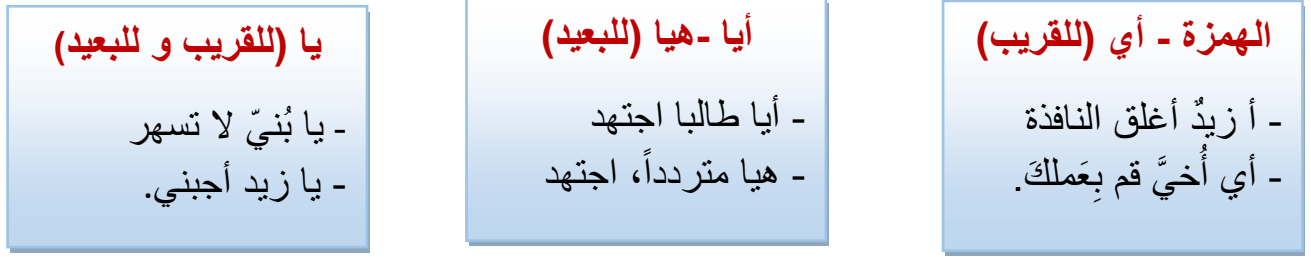 الهمزة - أي (للقريب)
- أ زيدٌ أغلق النافذة
- أي أُخيَّ قم بِعَملكَ.
أيا -هيا (للبعيد)
- أيا طالبا اجتهد
- هيا متردداً، اجتهد
يا (للقريب و للبعيد)
- يا بُنيّ لا تسهر
- يا زيد أجبني.